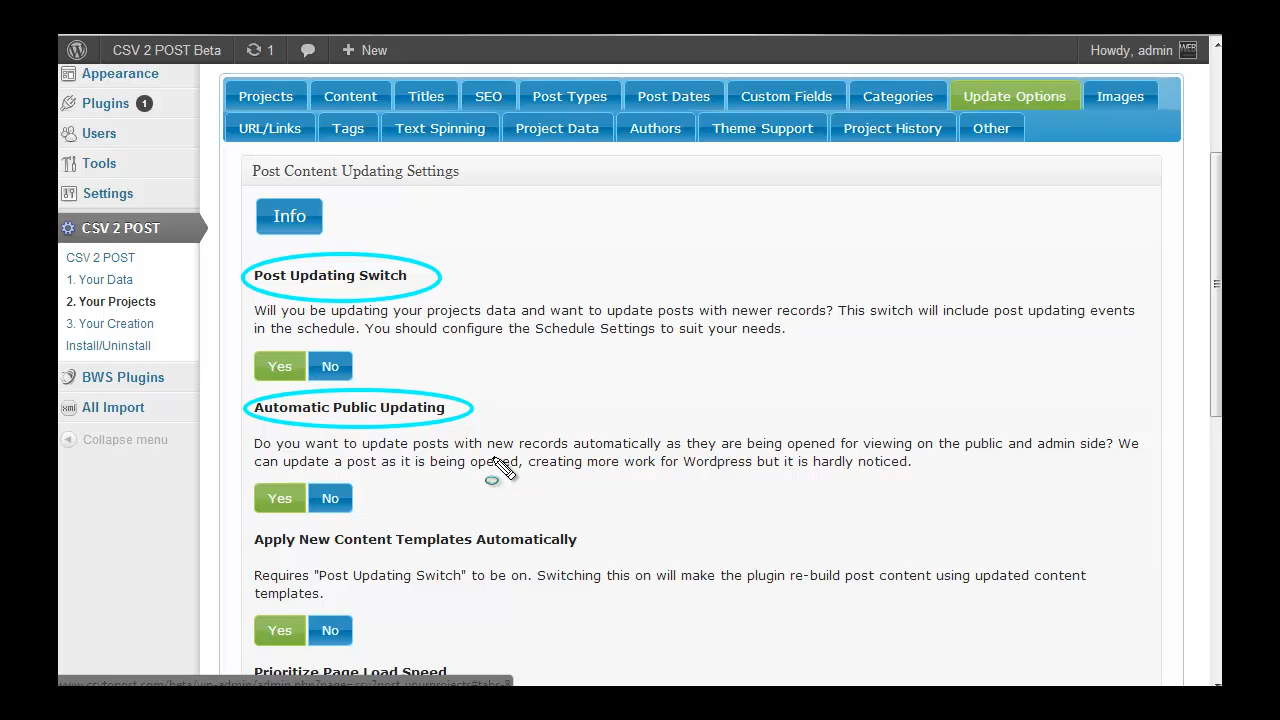 CSV 2 POST Beta 1 New Howdy, admin
Appearance
Plugins 1
Users
Tools
Settings
CSV 2 POST
CSV 2 POST
1. Your Data
2. Your Projects
3. Your Creation
Install/Uninstall
BWS Plugins
All Import
Collapse menu
Projects Content Titles SEO Post Types Post Dates Custom Fields Categories Update Options Images
URL/Links Tags Text Spinning Project Data Authors Theme Support Project History Other
Post Content Updating Settings
Info
Post Updating Switch
Will you be updating your projects data and want to update posts with newer records? This switch will include post updating events
in the schedule. You should configure the Schedule Settings to suit your needs.
Yes No
Automatic Public Updating
Do you want to update posts with new records automatically as they are being opened for viewing on the public and admin side? We
can update a post as it is being opened, creating more work for Wordpress but it is hardly noticed.
Yes No
Apply New Content Templates Automatically
Requires "Post Updating Switch" to be on. Switching this on will make the plugin re-build post content using updated content
templates.
Yes No
Prioritize Page Load Speed